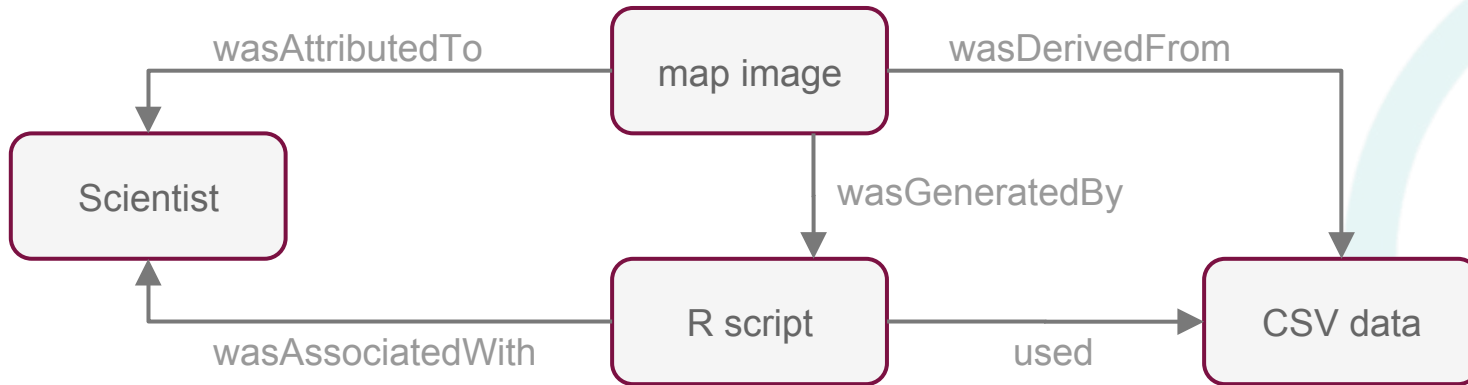 wasAttributedTo
map image
wasDerivedFrom
Scientist
wasGeneratedBy
R script
CSV data
wasAssociatedWith
used